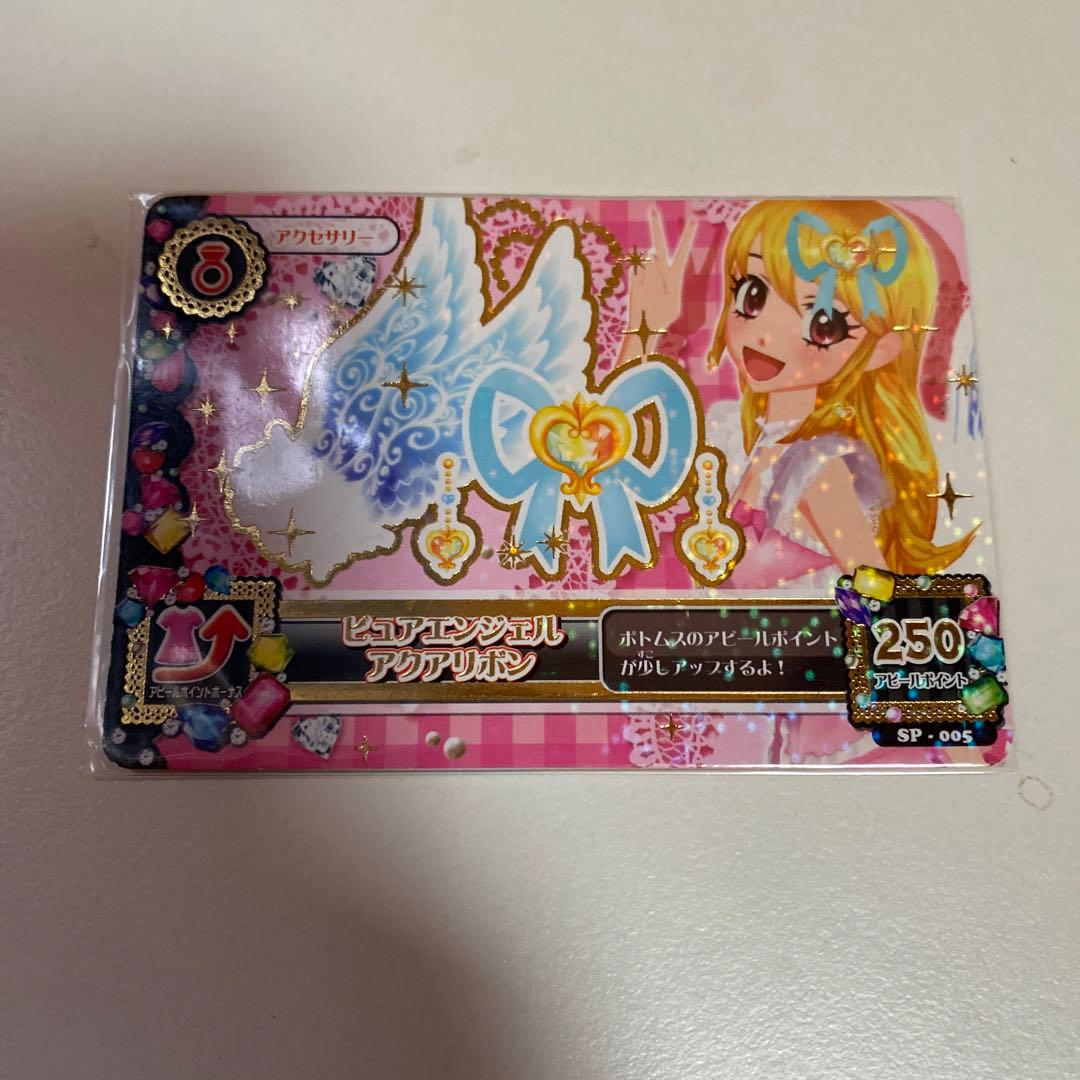 アクセサリー
ピュアエンジェル
アクアリボン
ボトムスのアピールポイント
が少しアップするよ！
すこ
250
アピールポイント
アピールポイントボーナス
SP - 005